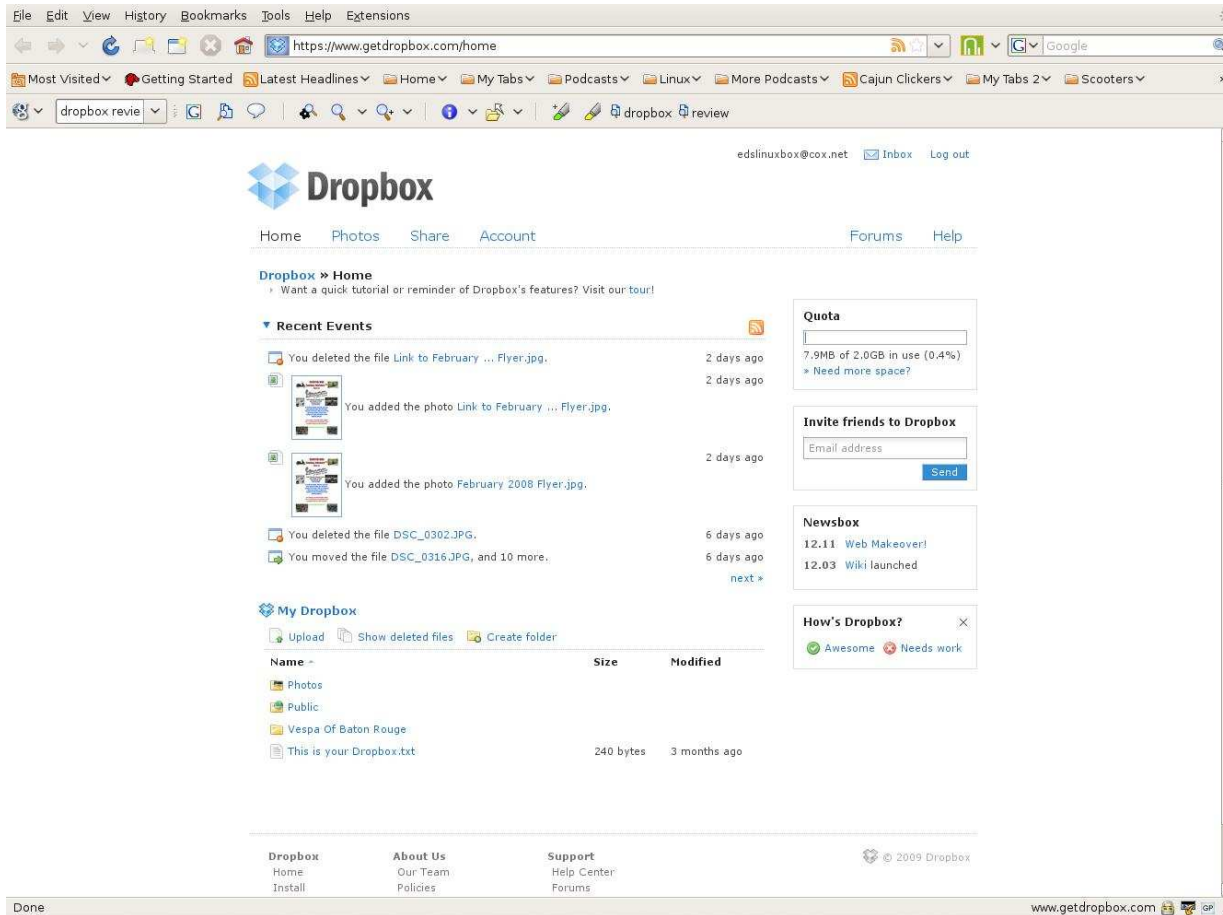 File Edit View History Bookmarks Tools Help Extensions
https://www.getdropbox.com/home G Google
Most Visited Getting Started Latest Headlines Home My Tabs Podcasts Linux More Podcasts Cajun Clickers My Tabs 2 Scooters
dropbox revie G dropbox review
edslinuxbox@cox.net Inbox Log out
Dropbox
Home Photos Share Account Forums Help
Dropbox » Home
› Want a quick tutorial or reminder of Dropbox's features? Visit our tour!
Recent Events
You deleted the file Link to February ... Flyer.jpg. 2 days ago
2 days ago
You added the photo Link to February ... Flyer.jpg.
2 days ago
You added the photo February 2008 Flyer.jpg.
You deleted the file DSC_0302.JPG. 6 days ago
You moved the file DSC_0316.JPG, and 10 more. 6 days ago
next »
Quota
7.9MB of 2.0GB in use (0.4%)
» Need more space?
Invite friends to Dropbox
Email address
Send
Newsbox
12.11 Web Makeover!
12.03 Wiki launched
How's Dropbox?
Awesome Needs work
My Dropbox
Upload Show deleted files Create folder
Name Size Modified
Photos
Public
Vespa Of Baton Rouge
This is your Dropbox.txt 240 bytes 3 months ago
Dropbox About Us Support © 2009 Dropbox
Home Our Team Help Center
Install Policies Forums
Done www.getdropbox.com GP